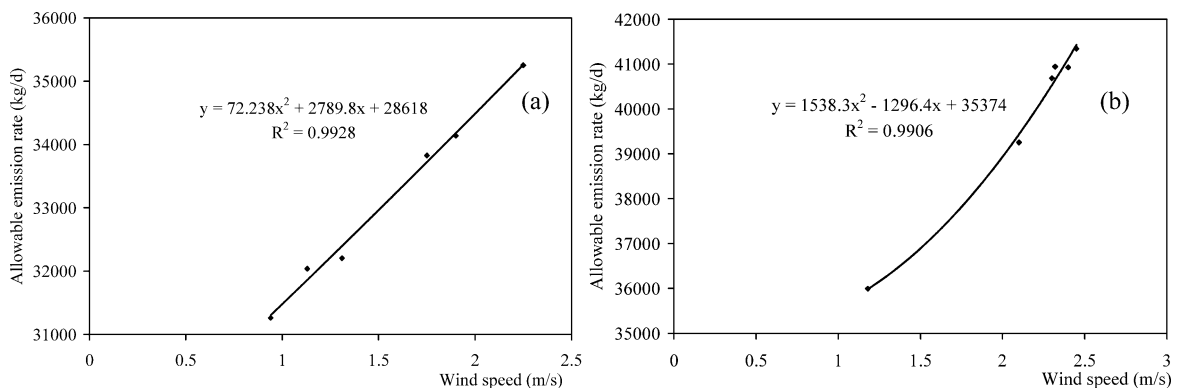 36000
35000
34000
33000
32000
31000
0
0.5
1
1.5
2
2.5
Allowable emission rate (kg/d)
Wind speed (m/s)
y = 72.238x² + 2789.8x + 28618
R² = 0.9928
(a)
42000
41000
40000
39000
38000
37000
36000
35000
0
0.5
1
1.5
2
2.5
3
Allowable emission rate (kg/d)
Wind speed (m/s)
y = 1538.3x² - 1296.4x + 35374
R² = 0.9906
(b)